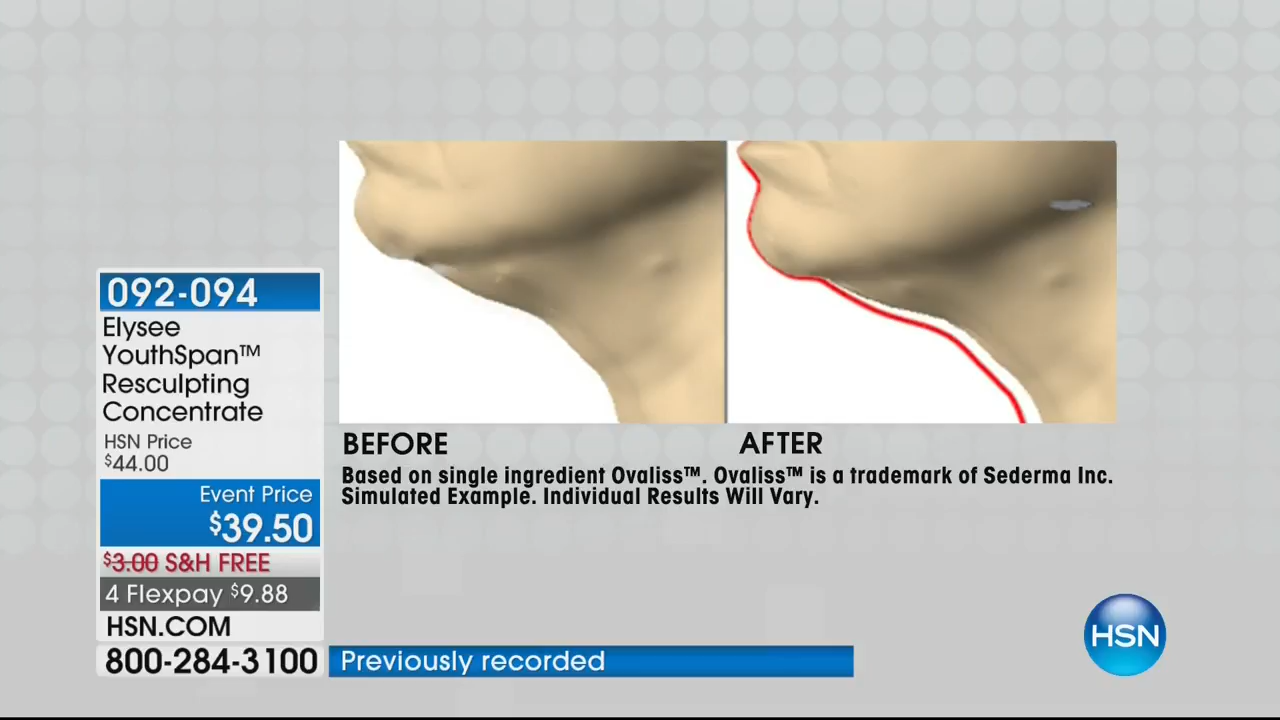 092-094
Elysee
YouthSpan™
Resculpting
Concentrate
HSN Price
$44.00
Event Price
$39.50
$3.00 S&H FREE
4 Flexpay $9.88
HSN.COM
800-284-3100
BEFORE
AFTER
Based on single ingredient Ovaliss™. Ovaliss™ is a trademark of Sederma Inc.
Simulated Example. Individual Results Will Vary.
Previously recorded
HSN